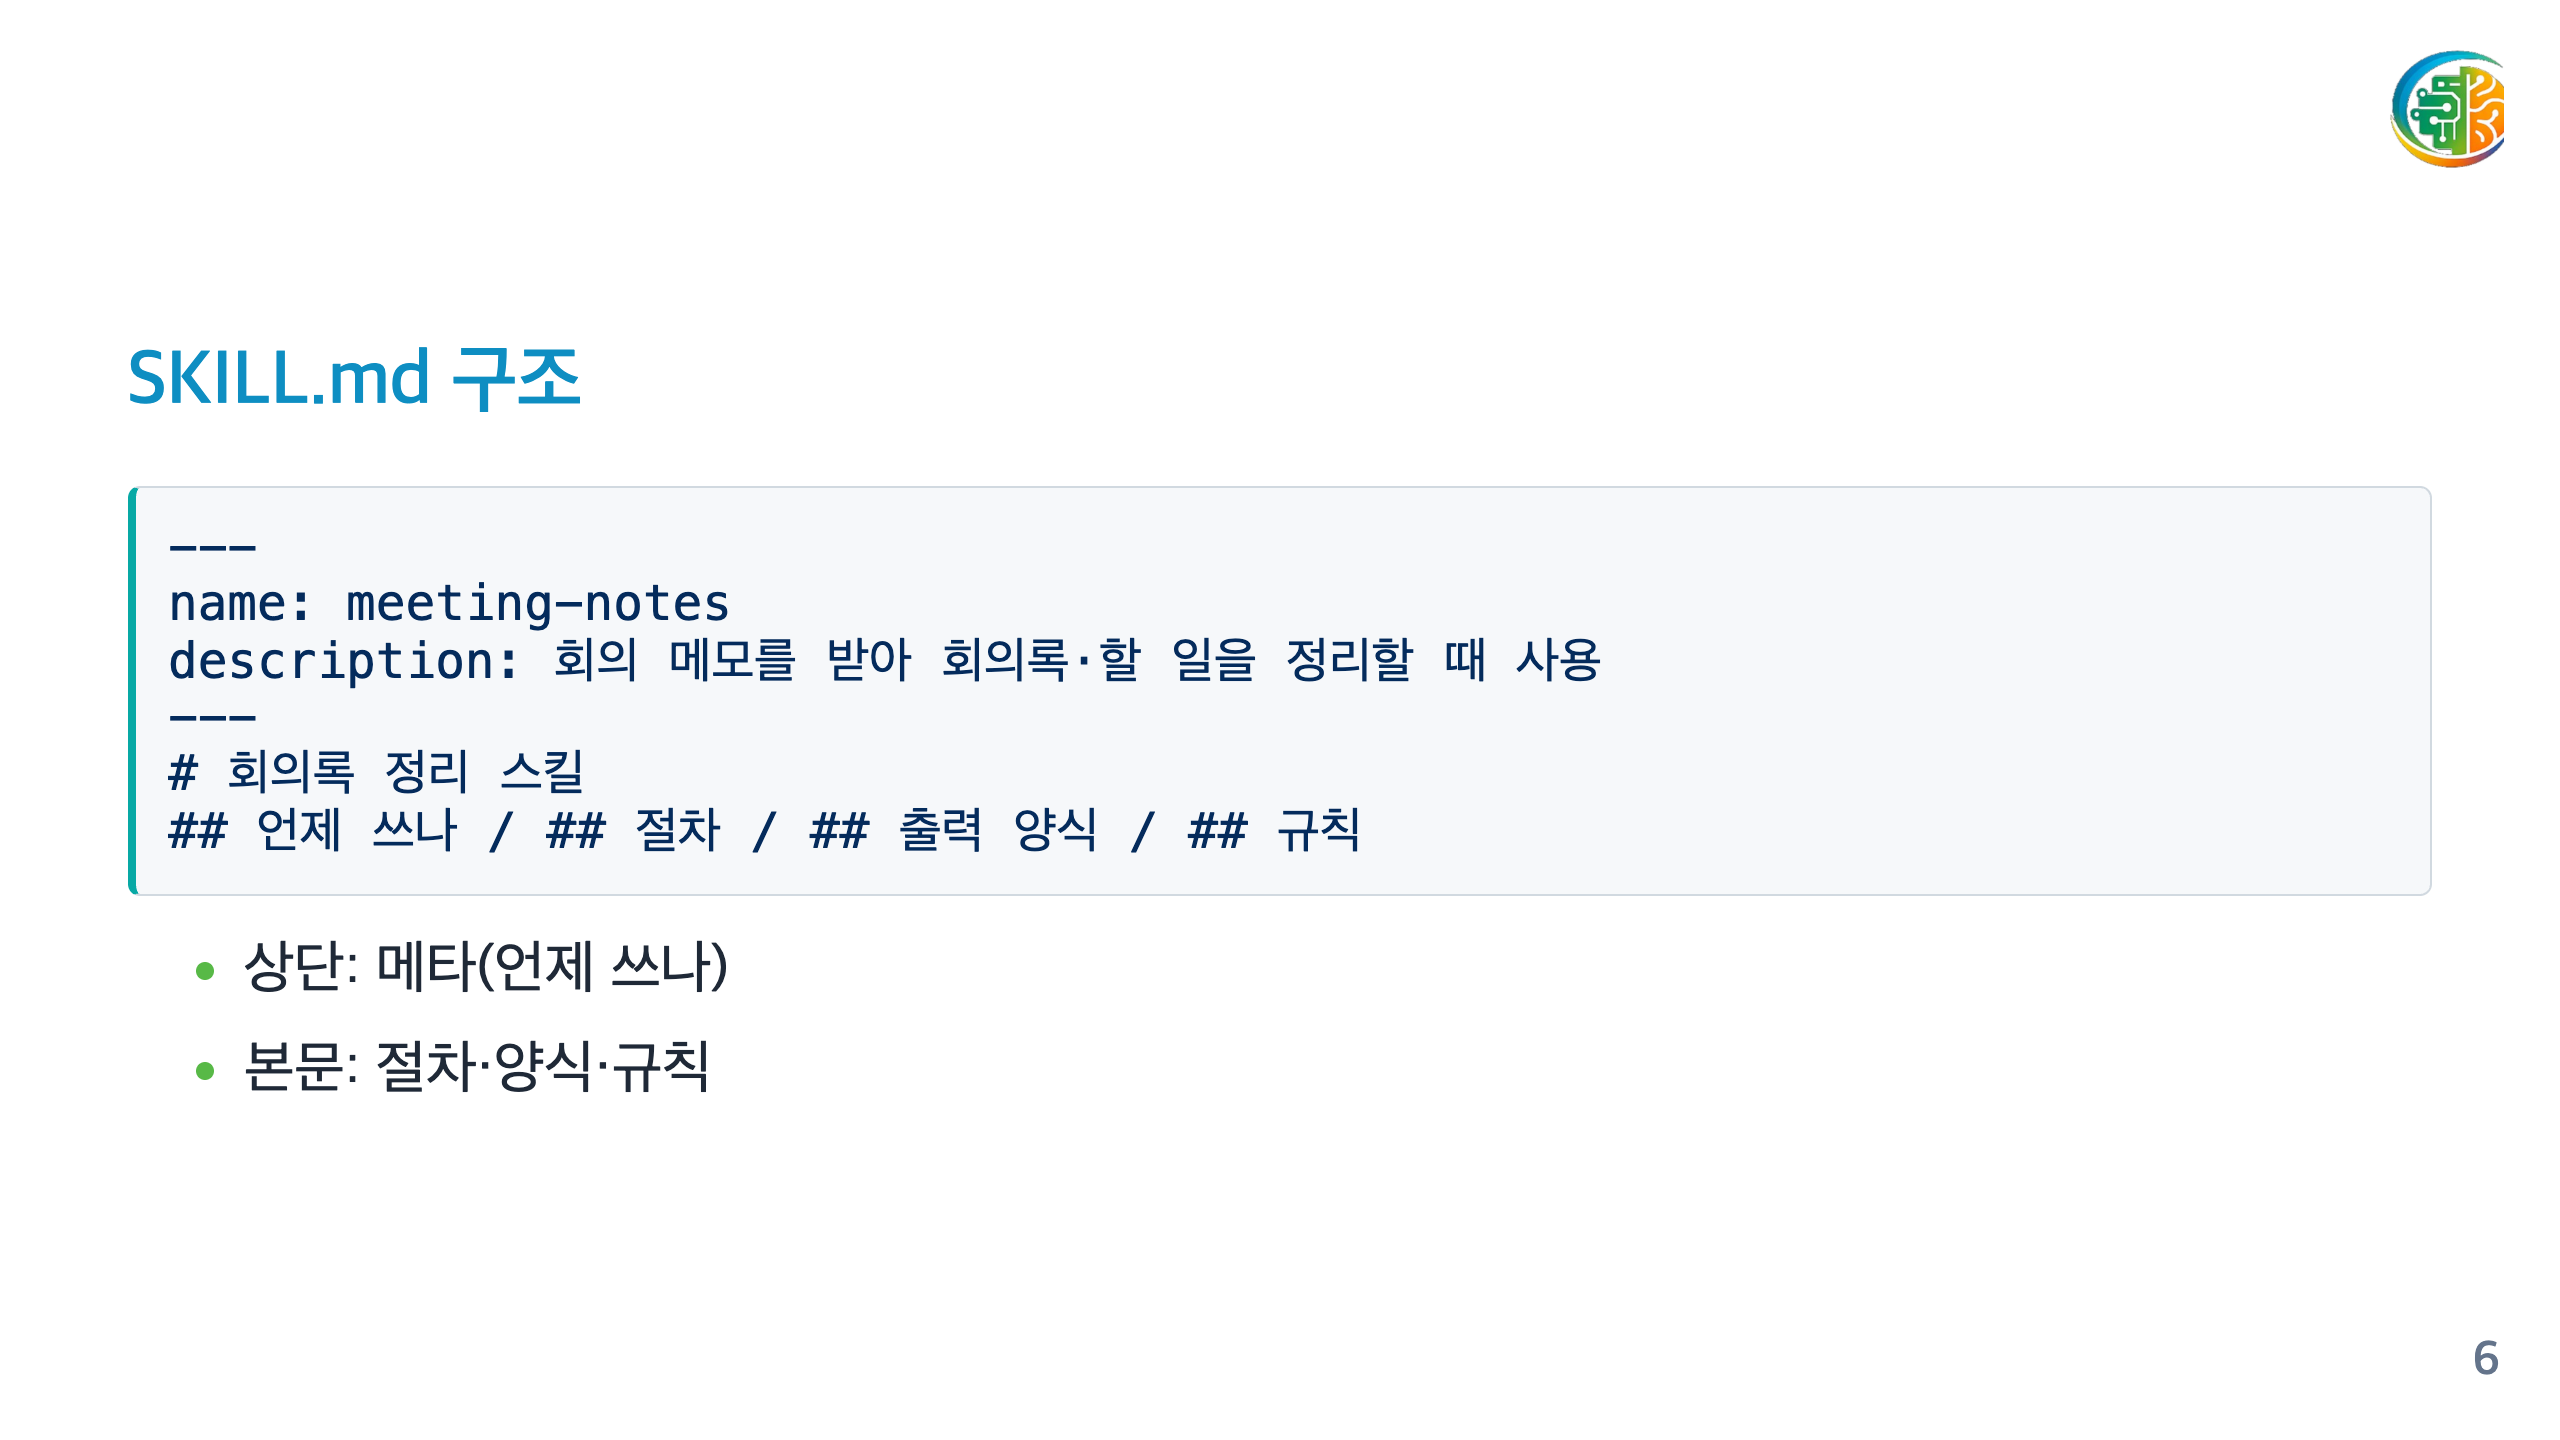 SKILL.md 구조
---
name: meeting-notes
description: 회의 메모를 받아 회의록·할 일을 정리할 때 사용
---
# 회의록 정리 스킬
## 언제 쓰나 / ## 절차 / ## 출력 양식 / ## 규칙
• 상단: 메타(언제 쓰나)
• 본문: 절차·양식·규칙
6